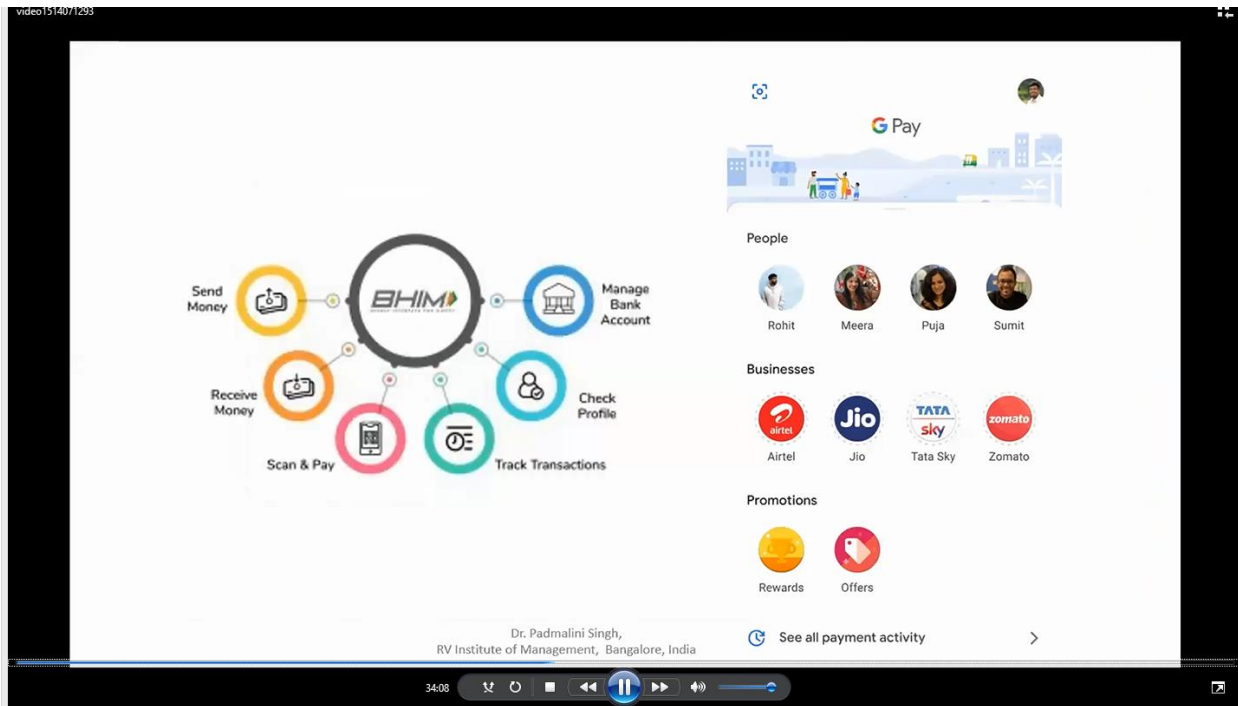 video1514071293
G Pay
People
Rohit
Meera
Puja
Sumit
Businesses
airtel
Jio
TATA
sky
zomato
Airtel
Jio
Tata Sky
Zomato
Promotions
Rewards
Offers
See all payment activity
BHIM
Send
Money
Receive
Money
Scan & Pay
Track Transactions
Check
Profile
Manage
Bank
Account
Dr. Padmalini Singh,
RV Institute of Management, Bangalore, India
34:08